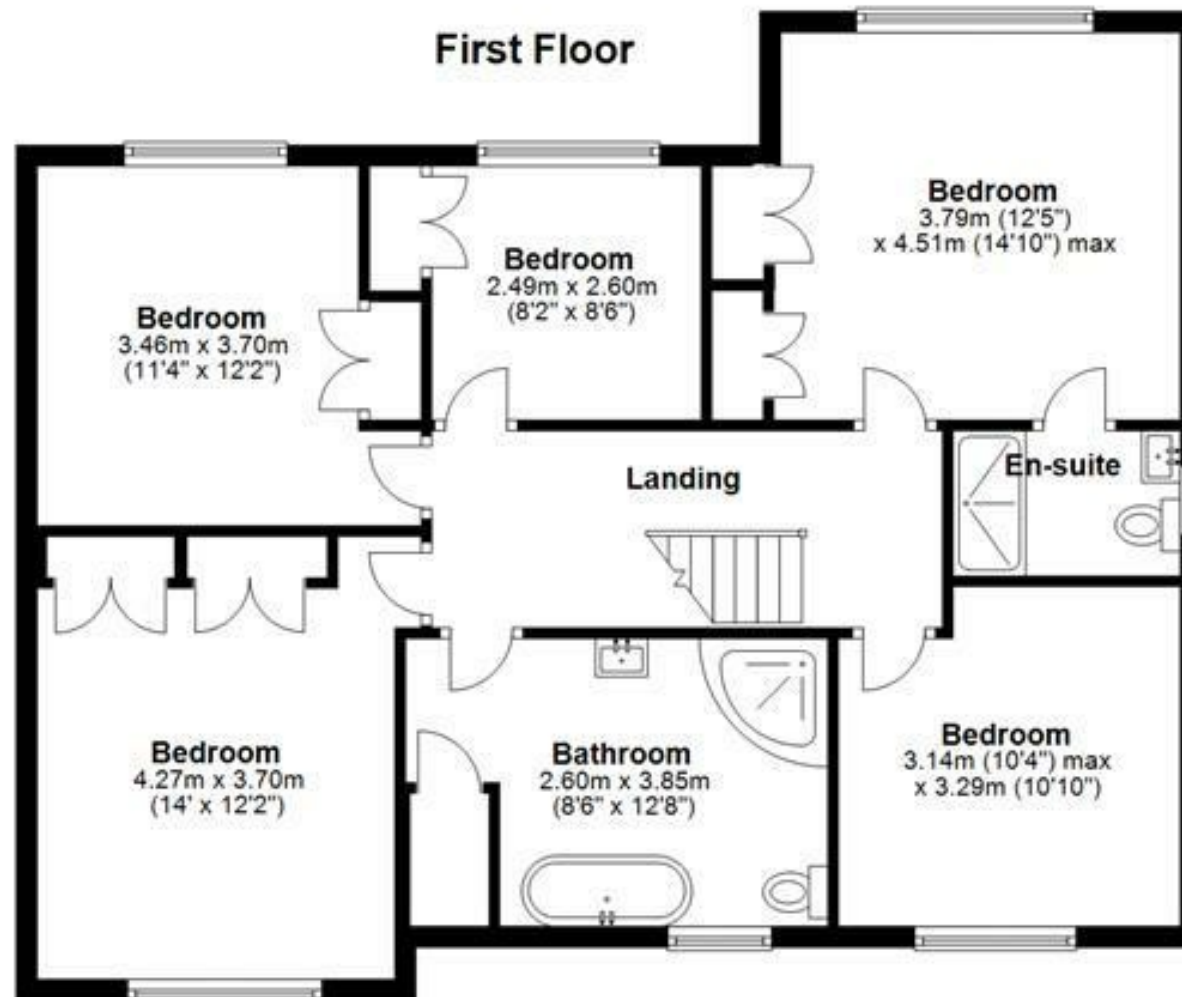 First Floor
Bedroom
3.79m (12'5")
x 4.51m (14'10") max
Bedroom
2.49m x 2.60m
(8'2" x 8'6")
Bedroom
3.46m x 3.70m
(11'4" x 12'2")
Landing
En-suite
Bedroom
4.27m x 3.70m
(14' x 12'2")
Bathroom
2.60m x 3.85m
(8'6" x 12'8")
Bedroom
3.14m (10'4") max
x 3.29m (10'10")